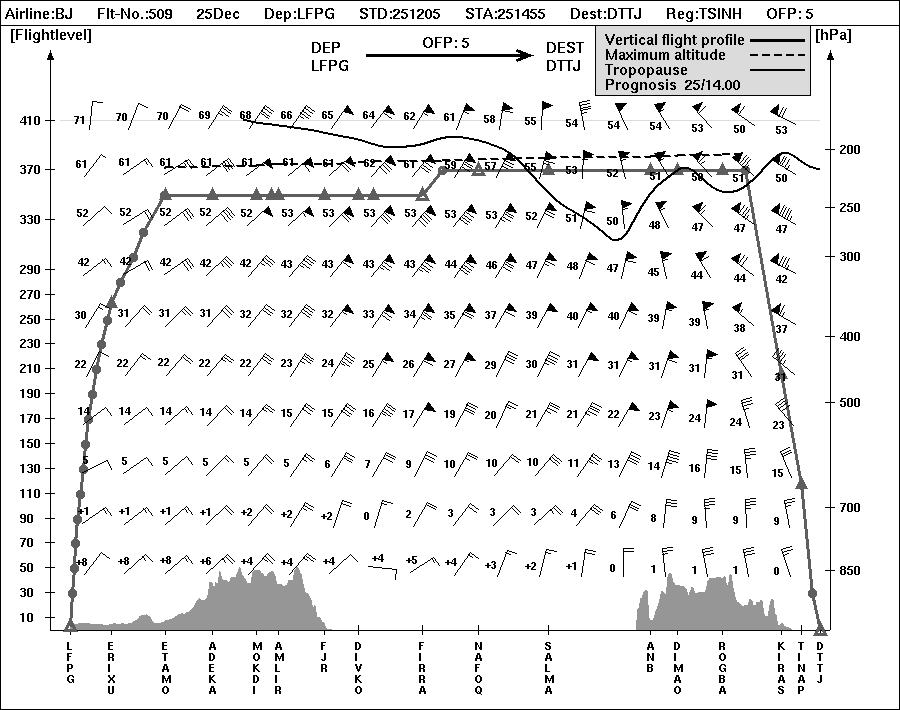 Airline:BJ Flt-No.:509 25Dec Dep:LFPG STD:251205 STA:251455 Dest:DTTJ Reg:TSINH OFP: 5
[Flightlevel] [hPa]
DEP OFP: 5 DEST
LFPG DTTJ
Vertical flight profile
Maximum altitude
Tropopause
Prognosis 25/14.00
410 71 70 70 69 68 66 65 64 62 61 58 55 54 54 54 53 50 53
200
370 61 61 61 61 61 61 61 62 61 59 57 55 53 52 51 50 51 50
250
330 52 52 52 52 52 53 53 53 53 53 53 52 51 50 48 47 47 47
300
290 42 42 42 42 42 43 43 43 43 44 46 47 48 47 45 44 44 42
270
250 30 31 31 31 32 32 32 33 34 35 37 39 40 40 39 39 38 37
230 400
210 22 22 22 22 22 23 24 25 26 27 29 30 31 31 31 31 31 31
190
170 14 14 14 14 14 15 15 16 17 19 20 21 21 22 23 24 24 23
500
150
130 5 5 5 5 5 5 6 7 9 10 10 10 11 13 14 16 15 15
110
90 +1 +1 +1 +1 +2 +2 +2 0 2 3 3 3 4 6 8 9 9 9
700
70
50 +8 +8 +8 +6 +4 +4 +4 +4 +5 +4 +3 +2 +1 0 1 1 1 0
850
30
10
LFPG ERIXU ETAMO ADEKA MOKDI AMLIR FJR DIVKO FIRRA NAFOQ SALMA ANB DIMAO ROGBA KIRAS TINAP DTTJ